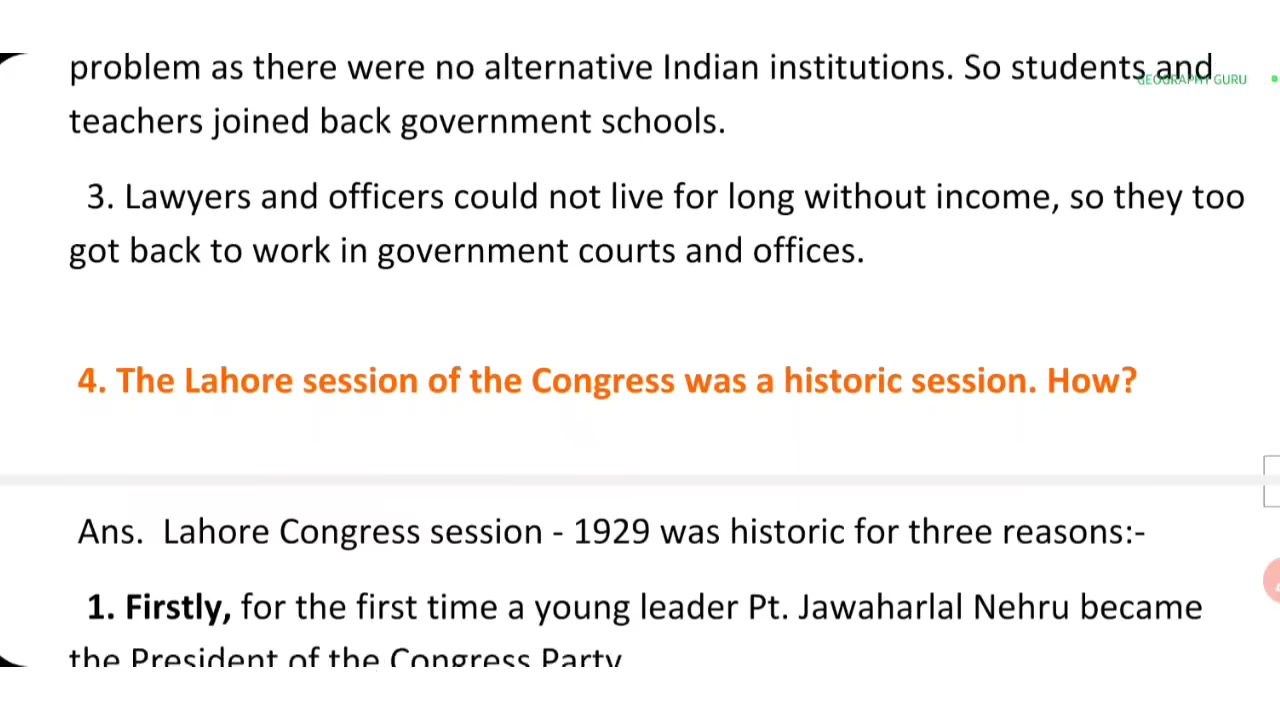 problem as there were no alternative Indian institutions. So students and
GEOGRAPHY GURU
teachers joined back government schools.
3. Lawyers and officers could not live for long without income, so they too
got back to work in government courts and offices.
4. The Lahore session of the Congress was a historic session. How?
Ans. Lahore Congress session - 1929 was historic for three reasons:-
1. Firstly, for the first time a young leader Pt. Jawaharlal Nehru became
the President of the Congress Party